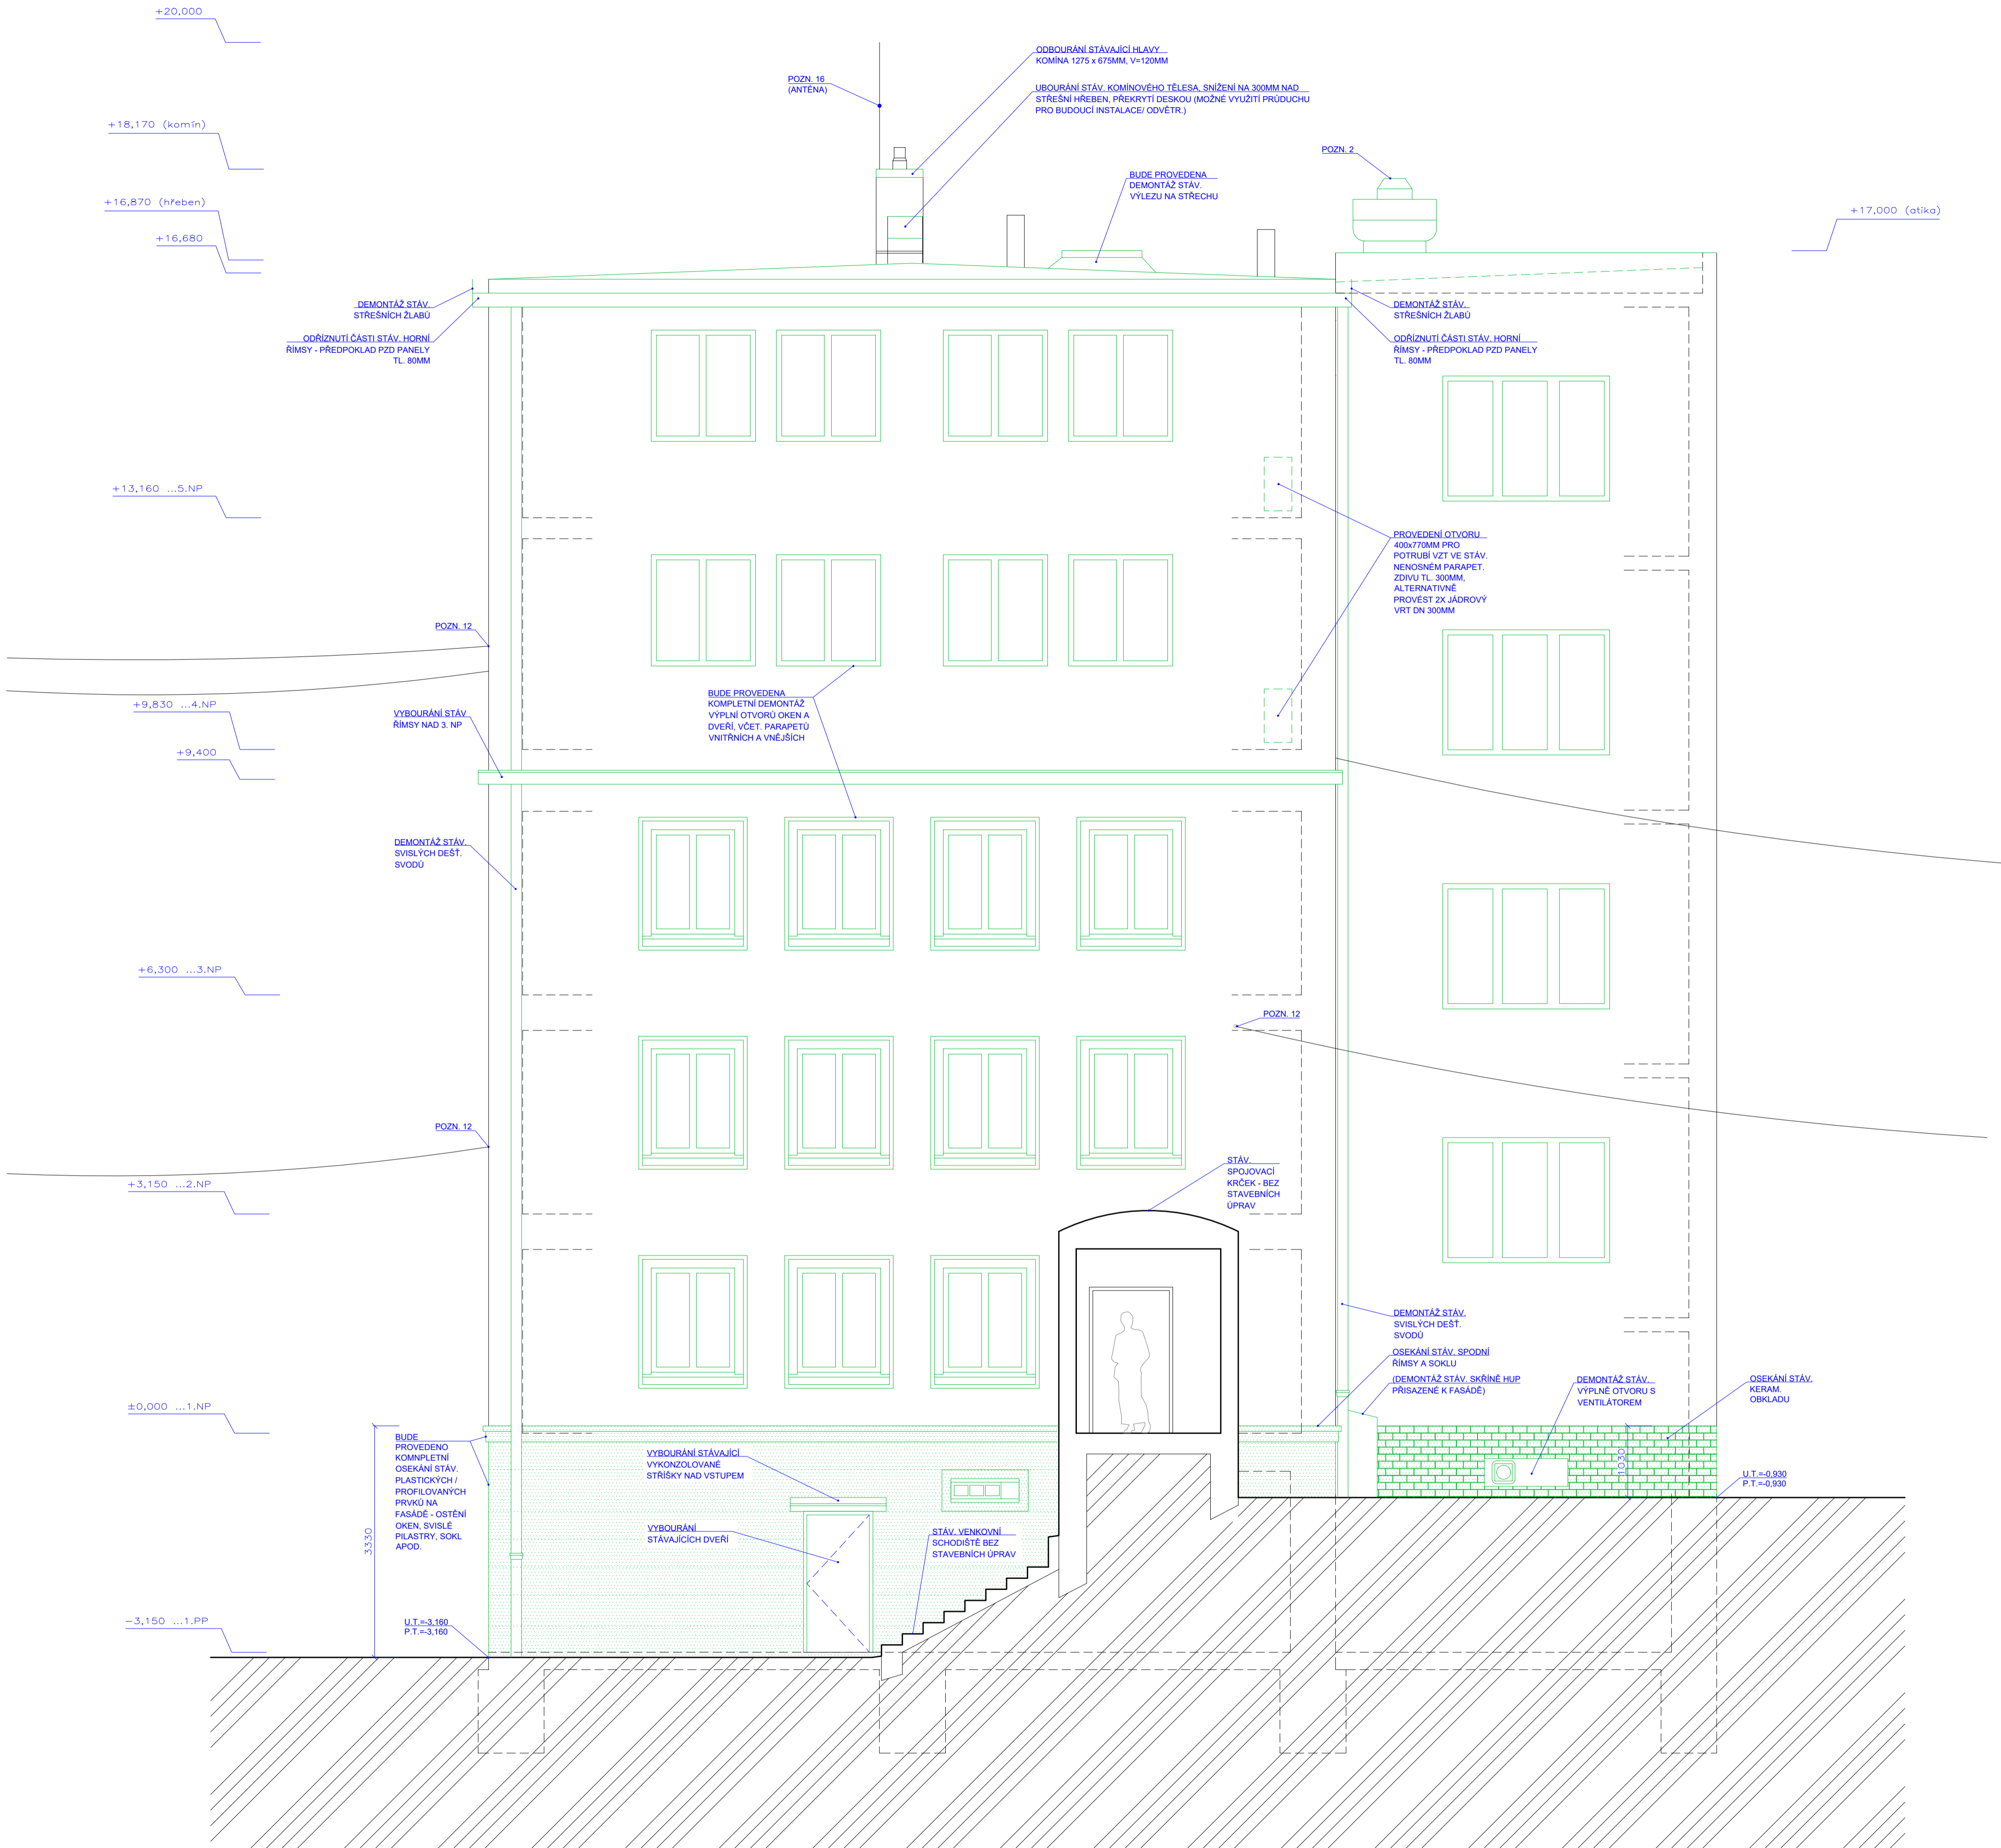 +20,000
ODBOURÁNÍ STÁVAJÍCÍ HLAVY
KOMÍNA 1275 x 675MM, V=120MM
POZN. 16
(ANTÉNA)
UBOURÁNÍ STÁV. KOMÍNOVÉHO TĚLESA, SNÍŽENÍ NA 300MM NAD
STŘEŠNÍ HŘEBEN, PŘEKRYTÍ DESKOU (MOŽNÉ VYUŽITÍ PRŮDUCHU
PRO BUDOUCÍ INSTALACE/ ODVĚTR.)
+18,170 (komín)
POZN. 2
BUDE PROVEDENA
DEMONTÁŽ STÁV.
VÝLEZU NA STŘECHU
+16,870 (hřeben)
+17,000 (atika)
+16,680
DEMONTÁŽ STÁV.
STŘEŠNÍCH ŽLABŮ
DEMONTÁŽ STÁV.
STŘEŠNÍCH ŽLABŮ
ODŘÍZNUTÍ ČÁSTI STÁV. HORNÍ
ŘÍMSY - PŘEDPOKLAD PZD PANELY
TL. 80MM
ODŘÍZNUTÍ ČÁSTI STÁV. HORNÍ
ŘÍMSY - PŘEDPOKLAD PZD PANELY
TL. 80MM
+13,160 ...5.NP
PROVEDENÍ OTVORU
400x770MM PRO
POTRUBÍ VZT VE STÁV.
NENOSNÉM PARAPET.
ZDIVU TL. 300MM,
ALTERNATIVNĚ
PROVÉST 2X JÁDROVÝ
VRT DN 300MM
POZN. 12
BUDE PROVEDENA
KOMPLETNÍ DEMONTÁŽ
VÝPLNÍ OTVORŮ OKEN A
DVEŘÍ, VČET. PARAPETŮ
VNITŘNÍCH A VNĚJŠÍCH
+9,830 ...4.NP
VYBOURÁNÍ STÁV
ŘÍMSY NAD 3. NP
+9,400
DEMONTÁŽ STÁV.
SVISLÝCH DEŠŤ.
SVODŮ
+6,300 ...3.NP
POZN. 12
POZN. 12
STÁV.
SPOJOVACÍ
KRČEK - BEZ
STAVEBNÍCH
ÚPRAV
+3,150 ...2.NP
DEMONTÁŽ STÁV.
SVISLÝCH DEŠŤ.
SVODŮ
OSEKÁNÍ STÁV. SPODNÍ
ŘÍMSY A SOKLU
(DEMONTÁŽ STÁV. SKŘÍNĚ HUP
PŘISAZENÉ K FASÁDĚ)
DEMONTÁŽ STÁV.
VÝPLNĚ OTVORU S
VENTILÁTOREM
OSEKÁNÍ STÁV.
KERAM.
OBKLADU
±0,000 ...1.NP
BUDE
PROVEDENO
KOMNPLETNÍ
OSEKÁNÍ STÁV.
PLASTICKÝCH /
PROFILOVANÝCH
PRVKŮ NA
FASÁDĚ - OSTĚNÍ
OKEN, SVISLÉ
PILASTRY, SOKL
APOD.
VYBOURÁNÍ STÁVAJÍCÍ
VYKONZOLOVANÉ
STŘÍŠKY NAD VSTUPEM
1030
U.T.=-0,930
P.T.=-0,930
3330
VYBOURÁNÍ
STÁVAJÍCÍCH DVEŘÍ
STÁV. VENKOVNÍ
SCHODIŠTĚ BEZ
STAVEBNÍCH ÚPRAV
-3,150 ...1.PP
U.T.=-3,160
P.T.=-3,160